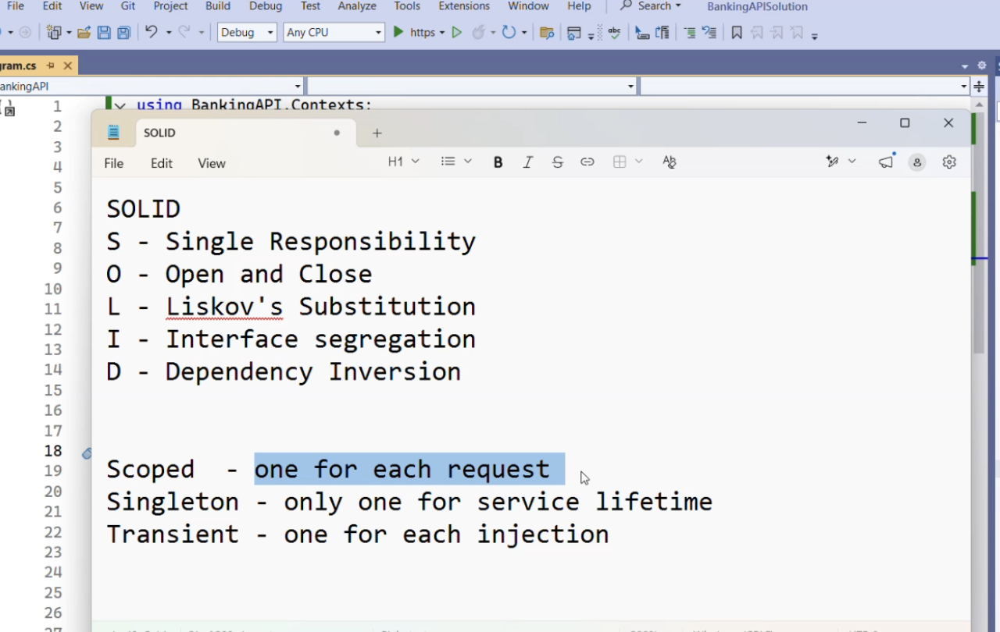 File Edit View Git Project Build Debug Test Analyze Tools Extensions Window Help Search BankingAPISolution
Debug Any CPU https
gram.cs
ankingAPI
1 using BankingAPI.Contexts;
2
3
4
5
6
7
8
9
10
11
12
13
14
15
16
17
18
19
20
21
22
23
24
25
26
SOLID
File Edit View H1 B I S
SOLID
S - Single Responsibility
O - Open and Close
L - Liskov's Substitution
I - Interface segregation
D - Dependency Inversion
Scoped - one for each request
Singleton - only one for service lifetime
Transient - one for each injection